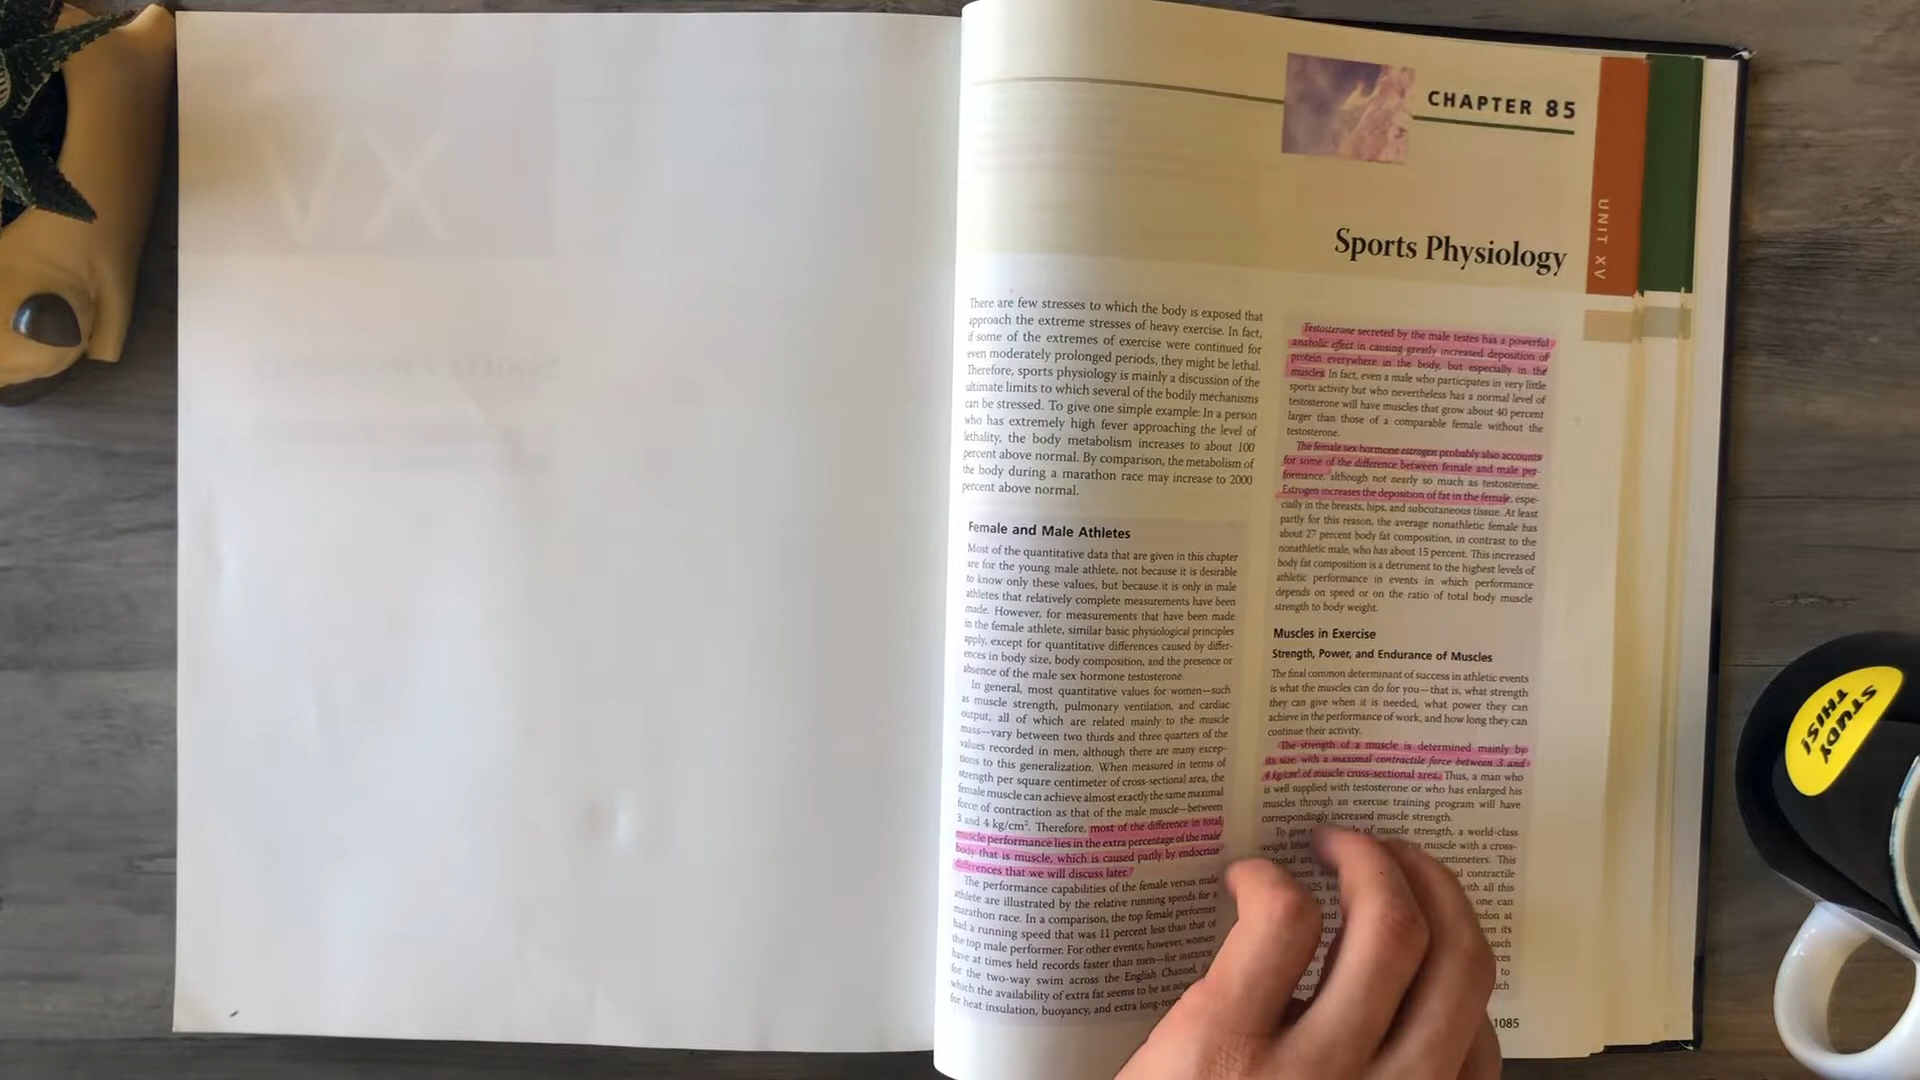 CHAPTER 85
UNIT XV
Sports Physiology
There are few stresses to which the body is exposed that
approach the extreme stresses of heavy exercise. In fact,
if some of the extremes of exercise were continued for
even moderately prolonged periods, they might be lethal.
Therefore, sports physiology is mainly a discussion of the
ultimate limits to which several of the bodily mechanisms
can be stressed. To give one simple example: In a person
who has extremely high fever approaching the level of
lethality, the body metabolism increases to about 100
percent above normal. By comparison, the metabolism of
the body during a marathon race may increase to 2000
percent above normal.
Female and Male Athletes
Most of the quantitative data that are given in this chapter
are for the young male athlete, not because it is desirable
to know only these values, but because it is only in male
athletes that relatively complete measurements have been
made. However, for measurements that have been made
in the female athlete, similar basic physiological principles
apply, except for quantitative differences caused by differ-
ences in body size, body composition, and the presence or
absence of the male sex hormone testosterone.
In general, most quantitative values for women—such
as muscle strength, pulmonary ventilation, and cardiac
output, all of which are related mainly to the muscle
mass—vary between two thirds and three quarters of the
values recorded in men, although there are many excep-
tions to this generalization. When measured in terms of
strength per square centimeter of cross-sectional area, the
female muscle can achieve almost exactly the same maximal
force of contraction as that of the male muscle—between
3 and 4 kg/cm². Therefore, most of the difference in total
muscle performance lies in the extra percentage of the male
body that is muscle, which is caused partly by endocrine
differences that we will discuss later.
The performance capabilities of the female versus male
athlete are illustrated by the relative running speeds for a
marathon race. In a comparison, the top female performer
had a running speed that was 11 percent less than that of
the top male performer. For other events, however, women
have at times held records faster than men—for instance
for the two-way swim across the English Channel,
which the availability of extra fat seems to be an
for heat insulation, buoyancy, and extra
Testosterone secreted by the male testes has a powerful
anabolic effect in causing greatly increased deposition of
protein everywhere in the body, but especially in the
muscles. In fact, even a male who participates in very little
sports activity but who nevertheless has a normal level of
testosterone will have muscles that grow about 40 percent
larger than those of a comparable female without the
testosterone.
The female sex hormone estrogen probably also accounts
for some of the difference between female and male per-
formance, although not nearly so much as testosterone.
Estrogen increases the deposition of fat in the female, espe-
cially in the breasts, hips, and subcutaneous tissue. At least
partly for this reason, the average nonathletic female has
about 27 percent body fat composition, in contrast to the
nonathletic male, who has about 15 percent. This increased
body fat composition is a detriment to the highest levels of
athletic performance in events in which performance
depends on speed or on the ratio of total body muscle
strength to body weight.
Muscles in Exercise
Strength, Power, and Endurance of Muscles
The final common determinant of success in athletic events
is what the muscles can do for you—that is, what strength
they can give when it is needed, what power they can
achieve in the performance of work, and how long they can
continue their activity.
The strength of a muscle is determined mainly by
its size, with a maximal contractile force between 3 and
4 kg/cm² of muscle cross-sectional area. Thus, a man who
is well supplied with testosterone or who has enlarged his
muscles through an exercise training program will have
correspondingly increased muscle strength.
To give of muscle strength, a world-class
weight muscle with a cross-
centimeters. This
contractile
with all this
one can
at
its
such
to
1085
STUDY
THIS!